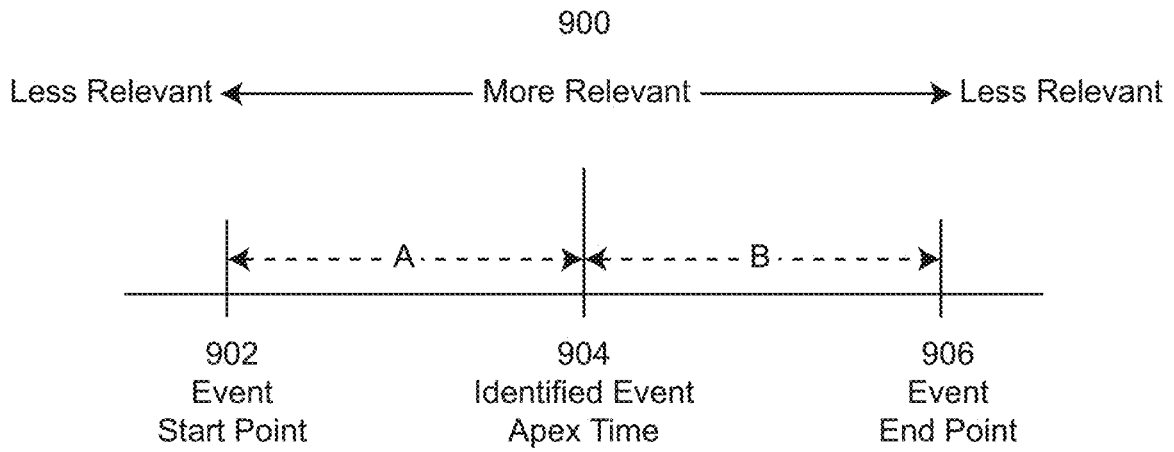 900
Less Relevant More Relevant Less Relevant
A B
902 904 906
Event Identified Event Event
Start Point Apex Time End Point